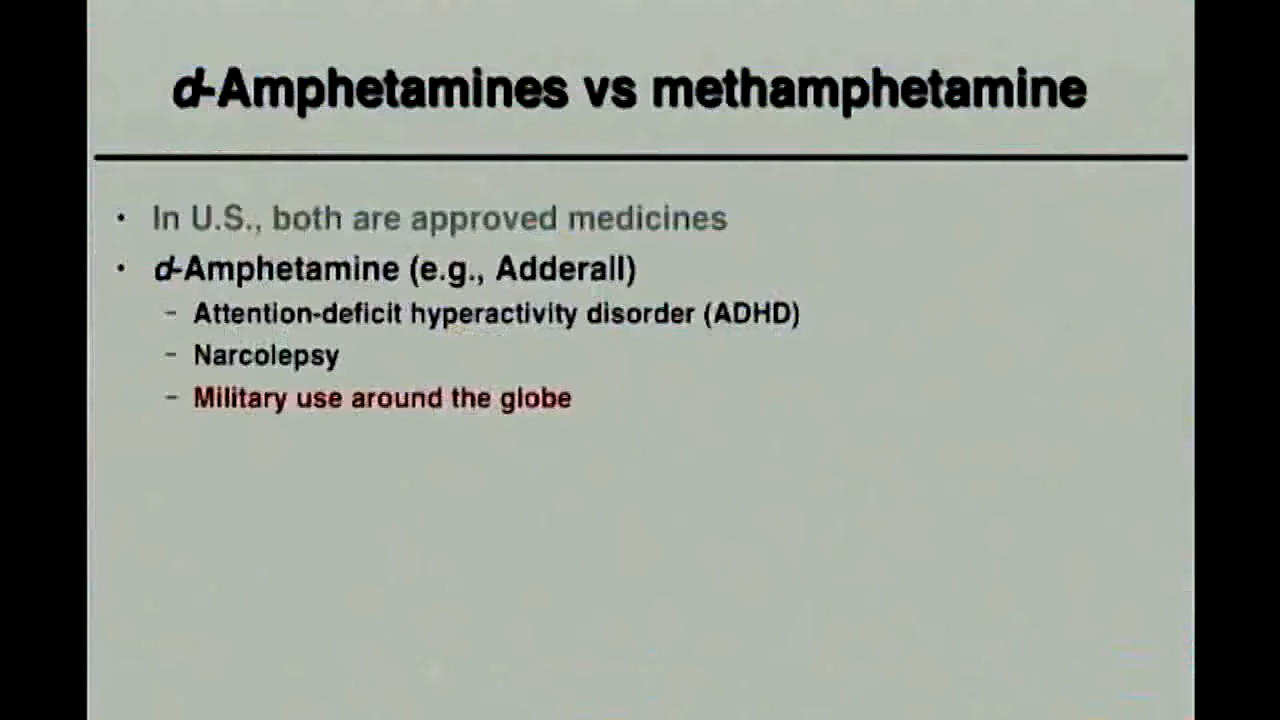 d-Amphetamines vs methamphetamine
• In U.S., both are approved medicines
• d-Amphetamine (e.g., Adderall)
– Attention-deficit hyperactivity disorder (ADHD)
– Narcolepsy
– Military use around the globe